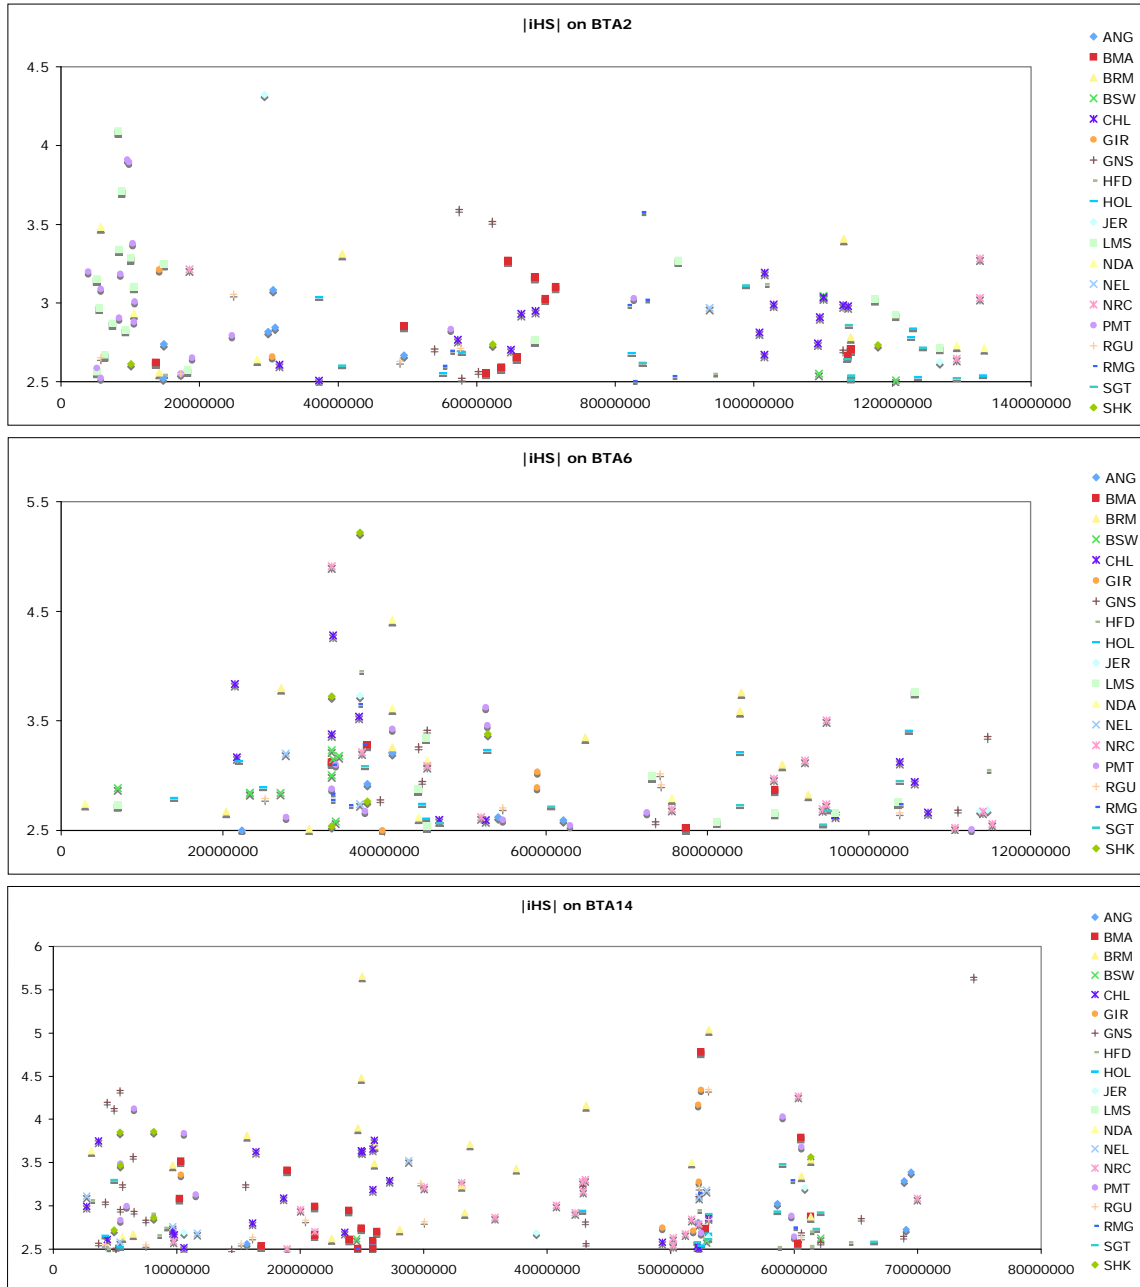 |iHS| on BTA2
4.5
4
3.5
3
2.5
0 20000000 40000000 60000000 80000000 100000000 120000000 140000000
ANG
BMA
BRM
BSW
CHL
GIR
GNS
HFD
HOL
JER
LMS
NDA
NEL
NRC
PMT
RGU
RMG
SGT
SHK
|iHS| on BTA6
5.5
4.5
3.5
2.5
0 20000000 40000000 60000000 80000000 100000000 120000000
ANG
BMA
BRM
BSW
CHL
GIR
GNS
HFD
HOL
JER
LMS
NDA
NEL
NRC
PMT
RGU
RMG
SGT
SHK
|iHS| on BTA14
6
5.5
5
4.5
4
3.5
3
2.5
0 10000000 20000000 30000000 40000000 50000000 60000000 70000000 80000000
ANG
BMA
BRM
BSW
CHL
GIR
GNS
HFD
HOL
JER
LMS
NDA
NEL
NRC
PMT
RGU
RMG
SGT
SHK